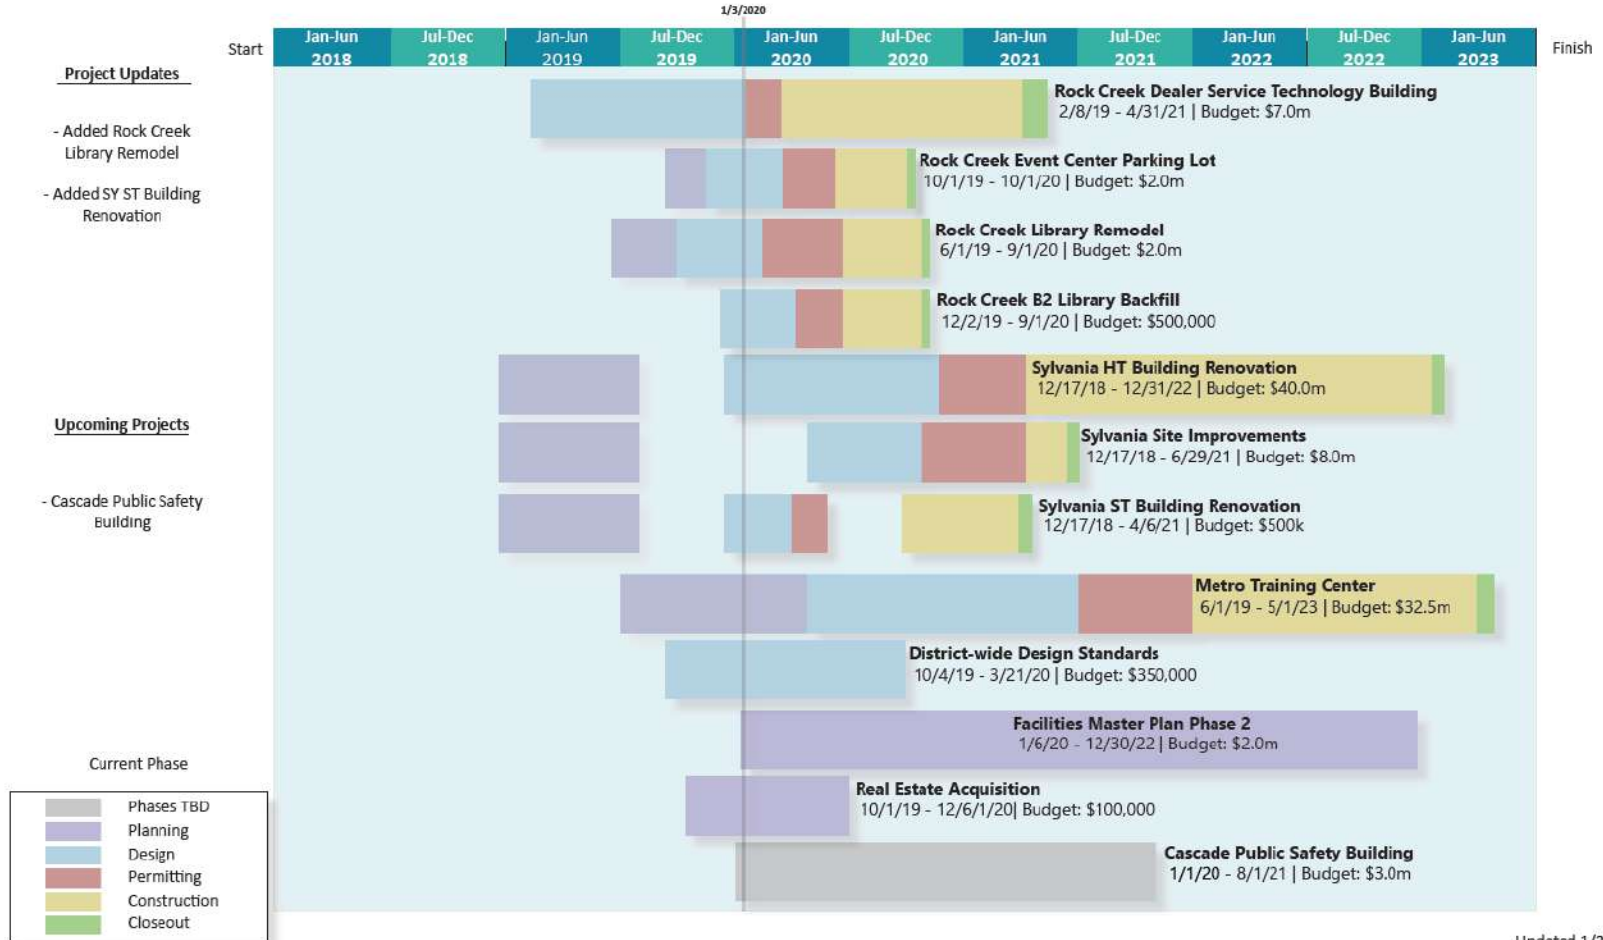 1/3/2020
Start
Jan-Jun Jul-Dec Jan-Jun Jul-Dec Jan-Jun Jul-Dec Jan-Jun Jul-Dec Jan-Jun Jul-Dec Jan-Jun
2018 2018 2019 2019 2020 2020 2021 2021 2022 2022 2023
Finish
Project Updates
- Added Rock Creek
Library Remodel
- Added SY ST Building
Renovation
Upcoming Projects
- Cascade Public Safety
Building
Rock Creek Dealer Service Technology Building
2/8/19 - 4/31/21 | Budget: $7.0m
Rock Creek Event Center Parking Lot
10/1/19 - 10/1/20 | Budget: $2.0m
Rock Creek Library Remodel
6/1/19 - 9/1/20 | Budget: $2.0m
Rock Creek B2 Library Backfill
12/2/19 - 9/1/20 | Budget: $500,000
Sylvania HT Building Renovation
12/17/18 - 12/31/22 | Budget: $40.0m
Sylvania Site Improvements
12/17/18 - 6/29/21 | Budget: $8.0m
Sylvania ST Building Renovation
12/17/18 - 4/6/21 | Budget: $500k
Metro Training Center
6/1/19 - 5/1/23 | Budget: $32.5m
District-wide Design Standards
10/4/19 - 3/21/20 | Budget: $350,000
Facilities Master Plan Phase 2
1/6/20 - 12/30/22 | Budget: $2.0m
Real Estate Acquisition
10/1/19 - 12/6/1/20| Budget: $100,000
Cascade Public Safety Building
1/1/20 - 8/1/21 | Budget: $3.0m
Current Phase
Phases TBD
Planning
Design
Permitting
Construction
Closeout